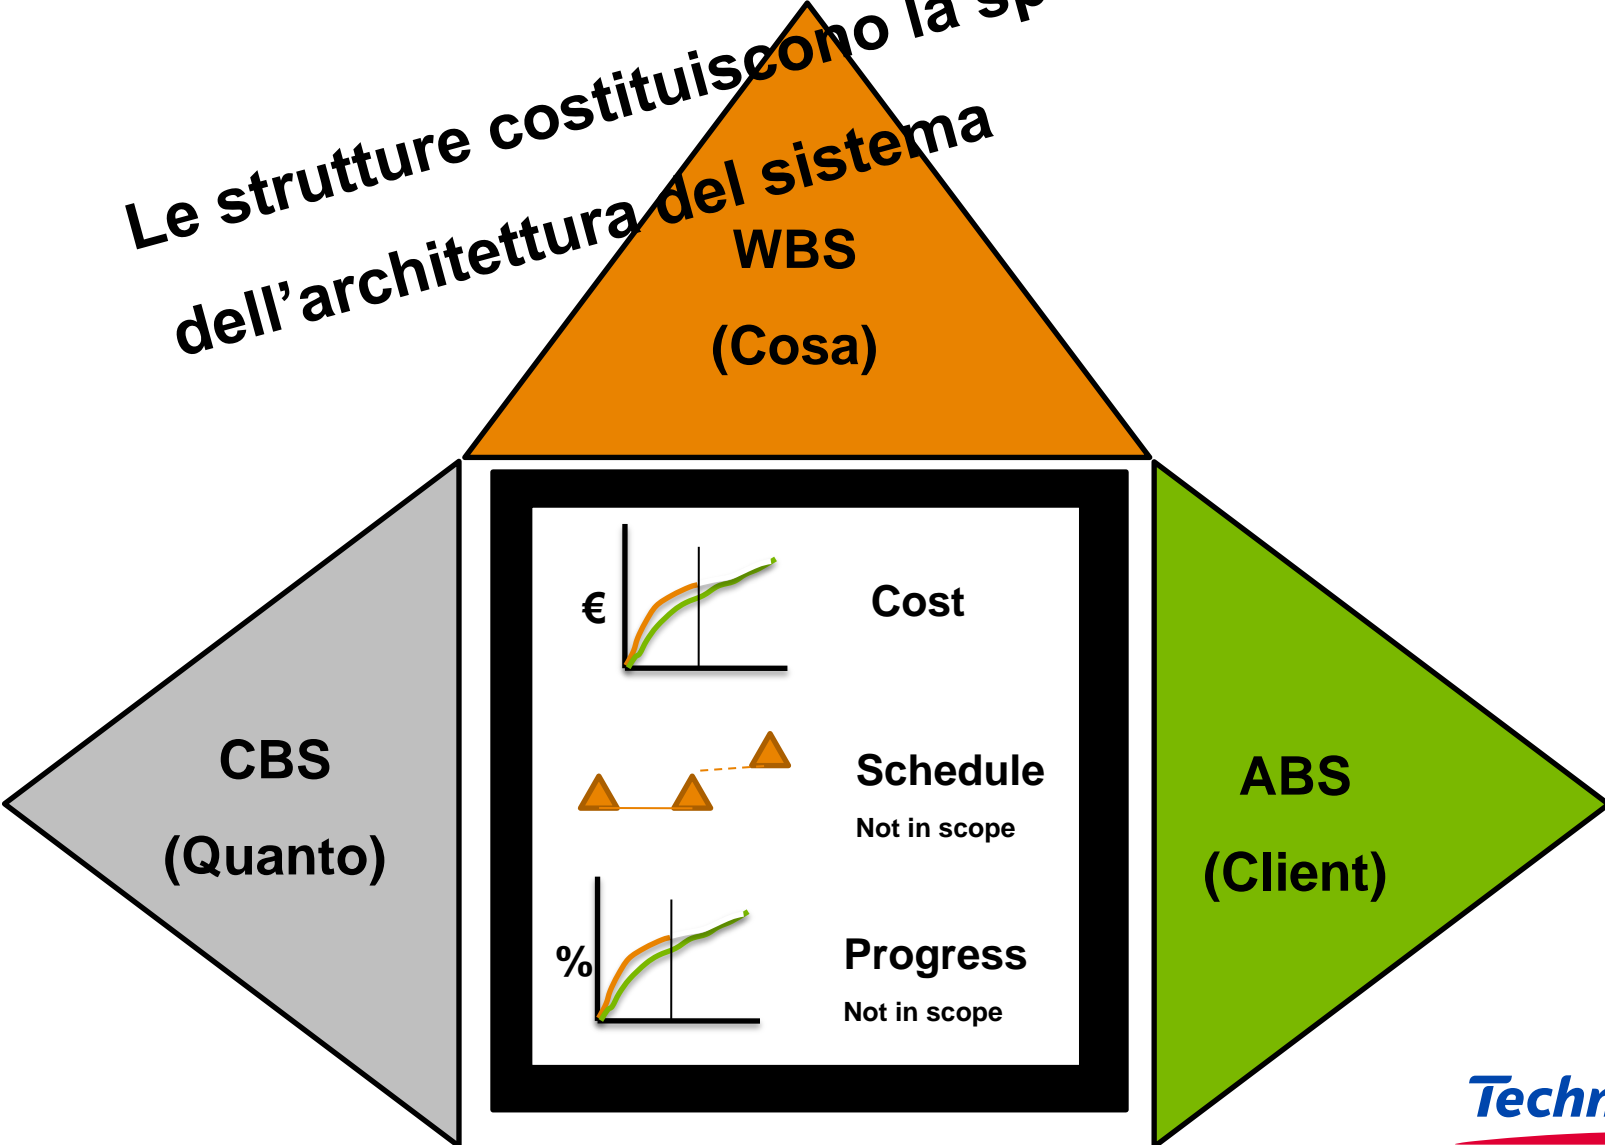 Le strutture costituiscono la
dell’architettura del sistema
WBS
(Cosa)
€
Cost
CBS
(Quanto)
Schedule
Not in scope
ABS
(Client)
%
Progress
Not in scope